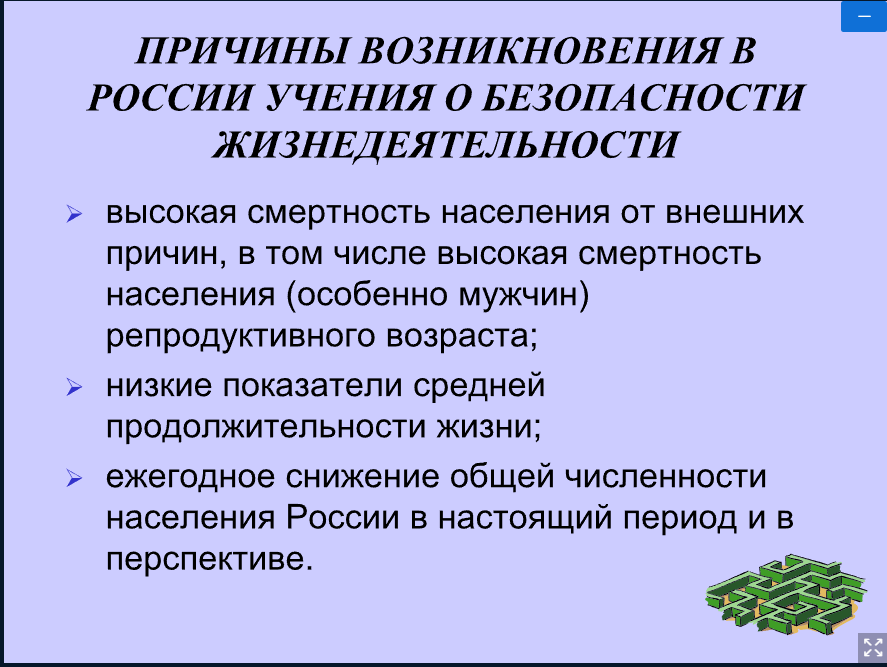 ПРИЧИНЫ ВОЗНИКНОВЕНИЯ В
РОССИИ УЧЕНИЯ О БЕЗОПАСНОСТИ
ЖИЗНЕДЕЯТЕЛЬНОСТИ
высокая смертность населения от внешних
причин, в том числе высокая смертность
населения (особенно мужчин)
репродуктивного возраста;
низкие показатели средней
продолжительности жизни;
ежегодное снижение общей численности
населения России в настоящий период и в
перспективе.